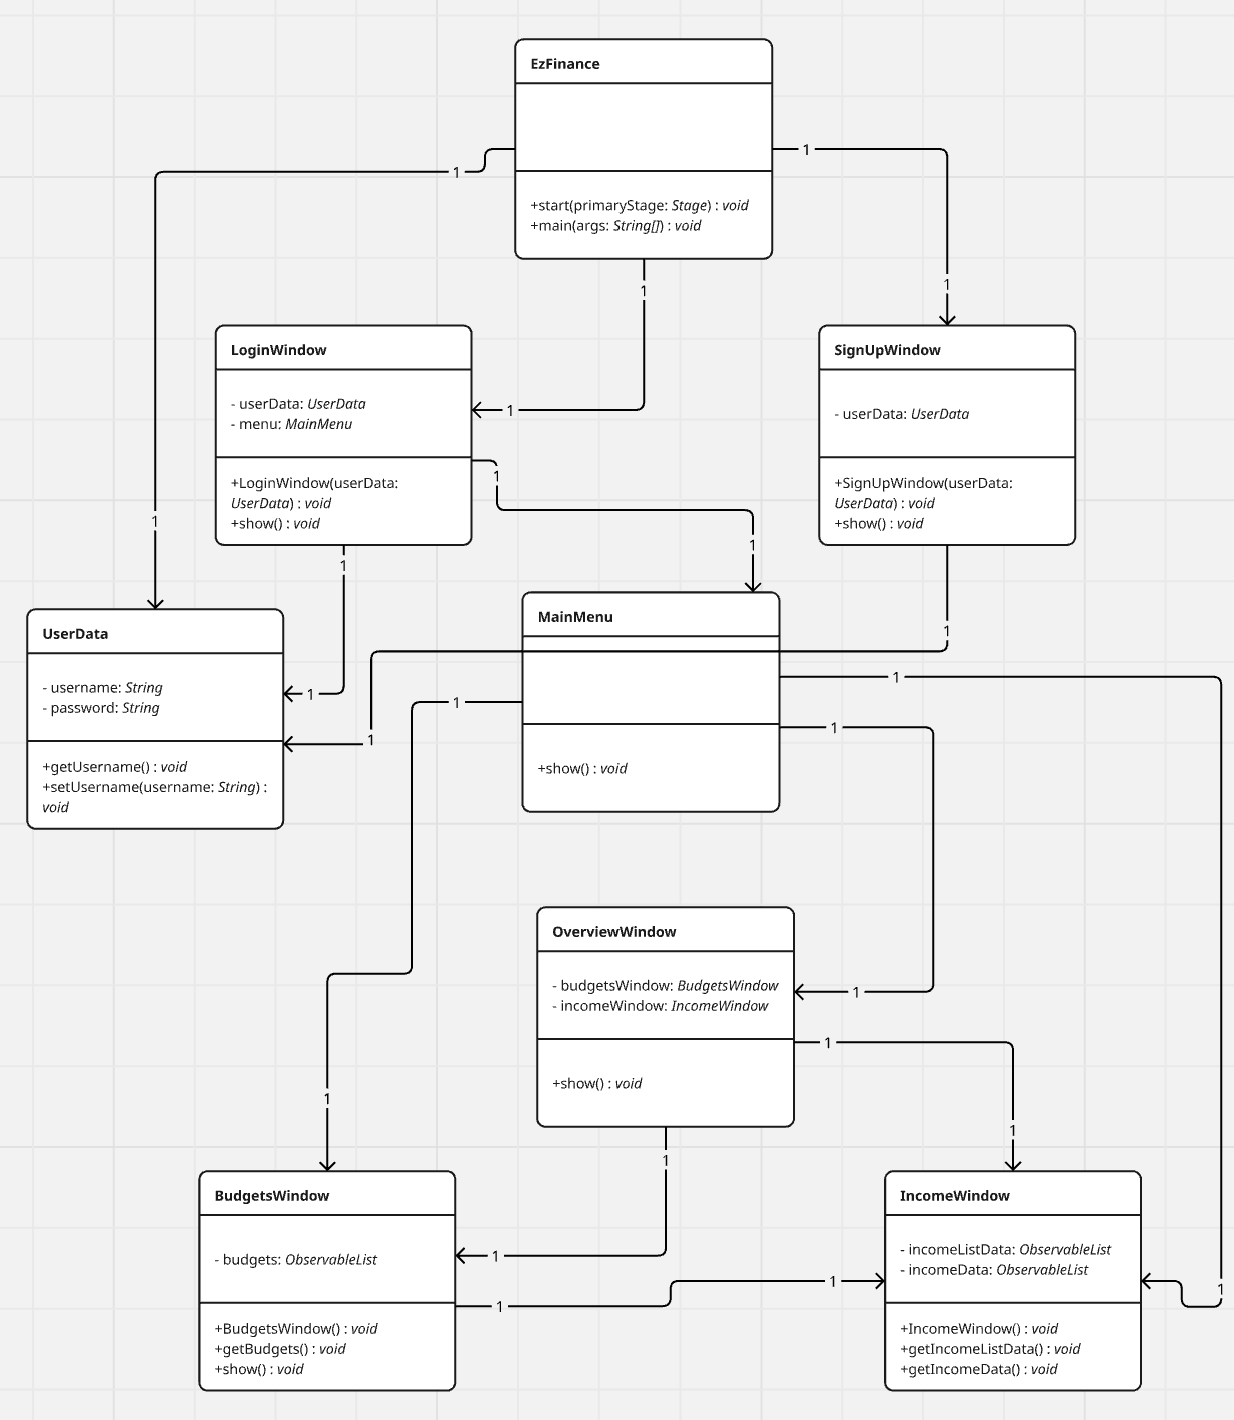 EzFinance
+start(primaryStage: Stage) : void
+main(args: String[]) : void
1
1
1
1
1
1
LoginWindow
- userData: UserData
- menu: MainMenu
+LoginWindow(userData:
UserData) : void
+show() : void
SignUpWindow
- userData: UserData
+SignUpWindow(userData:
UserData) : void
+show() : void
1
1
1
1
1
1
UserData
- username: String
- password: String
+getUsername() : void
+setUsername(username: String) :
void
MainMenu
+show() : void
1
1
1
1
1
1
OverviewWindow
- budgetsWindow: BudgetsWindow
- incomeWindow: IncomeWindow
+show() : void
1
1
1
1
BudgetsWindow
- budgets: ObservableList
+BudgetsWindow() : void
+getBudgets() : void
+show() : void
1
1
IncomeWindow
- incomeListData: ObservableList
- incomeData: ObservableList
+IncomeWindow() : void
+getIncomeListData() : void
+getIncomeData() : void